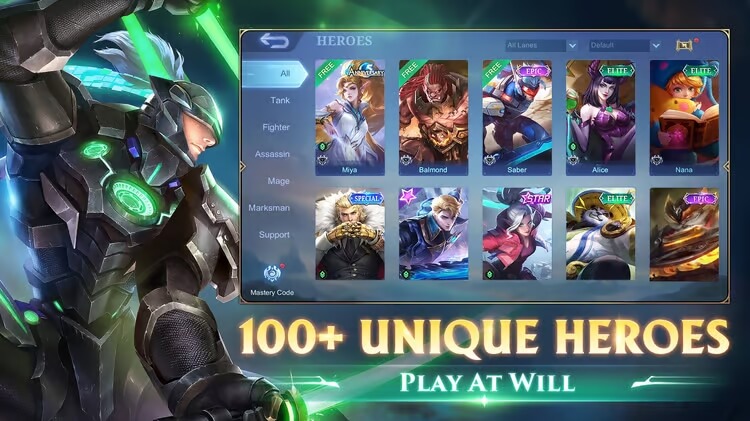 HEROES
All Lanes
Default
All
Tank
Fighter
Assassin
Mage
Marksman
Support
Mastery Code
FREE
ANNIVERSARY
Miya
FREE
Balmond
FREE
EPIC
Saber
ELITE
Alice
ELITE
Nana
SPECIAL
STAR
ELITE
EPIC
100+ UNIQUE HEROES
PLAY AT WILL